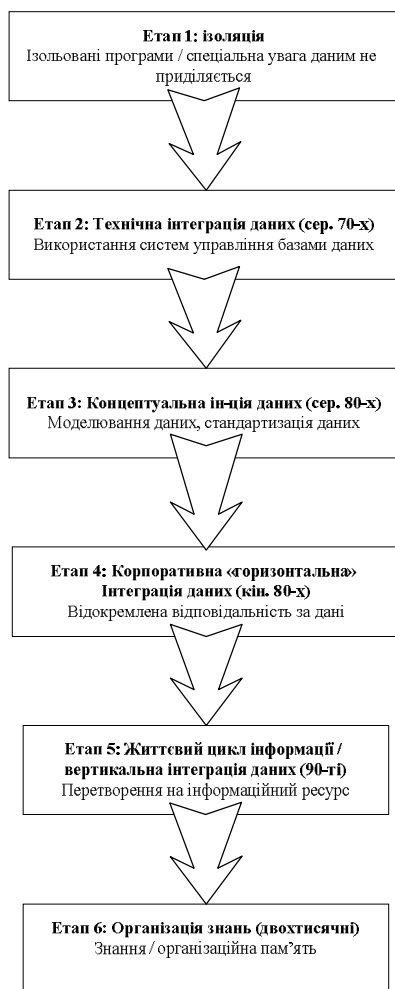 Етап 1: ізоляція
Ізольовані програми / спеціальна увага даним не
приділяється
Етап 2: Технічна інтеграція даних (сер. 70-х)
Використання систем управління базами даних
Етап 3: Концептуальна ін-ція даних (сер. 80-х)
Моделювання даних, стандартизація даних
Етап 4: Корпоративна «горизонтальна»
Інтеграція даних (кін. 80-х)
Відокремлена відповідальність за дані
Етап 5: Життєвий цикл інформації /
вертикальна інтеграція даних (90-ті)
Перетворення на інформаційний ресурс
Етап 6: Організація знань (двохтисячні)
Знання / організаційна пам’ять